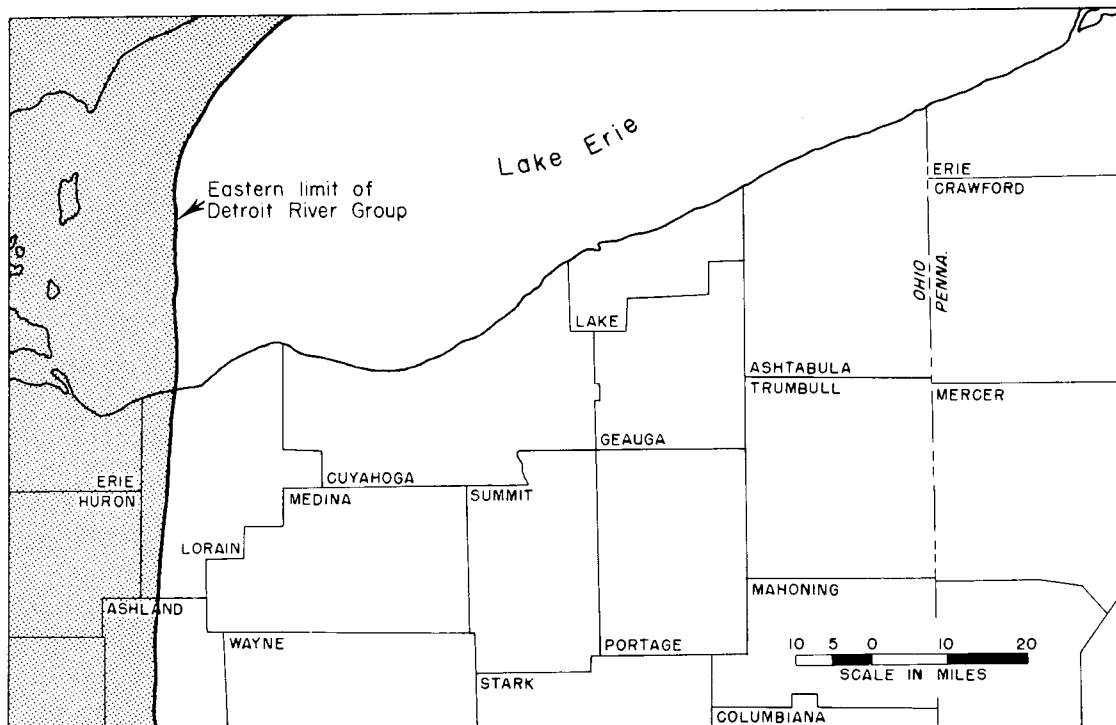 Lake Erie
Eastern limit of
Detroit River Group
ERIE
CRAWFORD
OHIO
PENNA.
LAKE
ASHTABULA
TRUMBULL
MERCER
GEAUGA
ERIE
HURON
CUYAHOGA
MEDINA
SUMMIT
LORAIN
ASHLAND
MAHONING
WAYNE
PORTAGE
10 5 0 10 20
SCALE IN MILES
STARK
COLUMBIANA